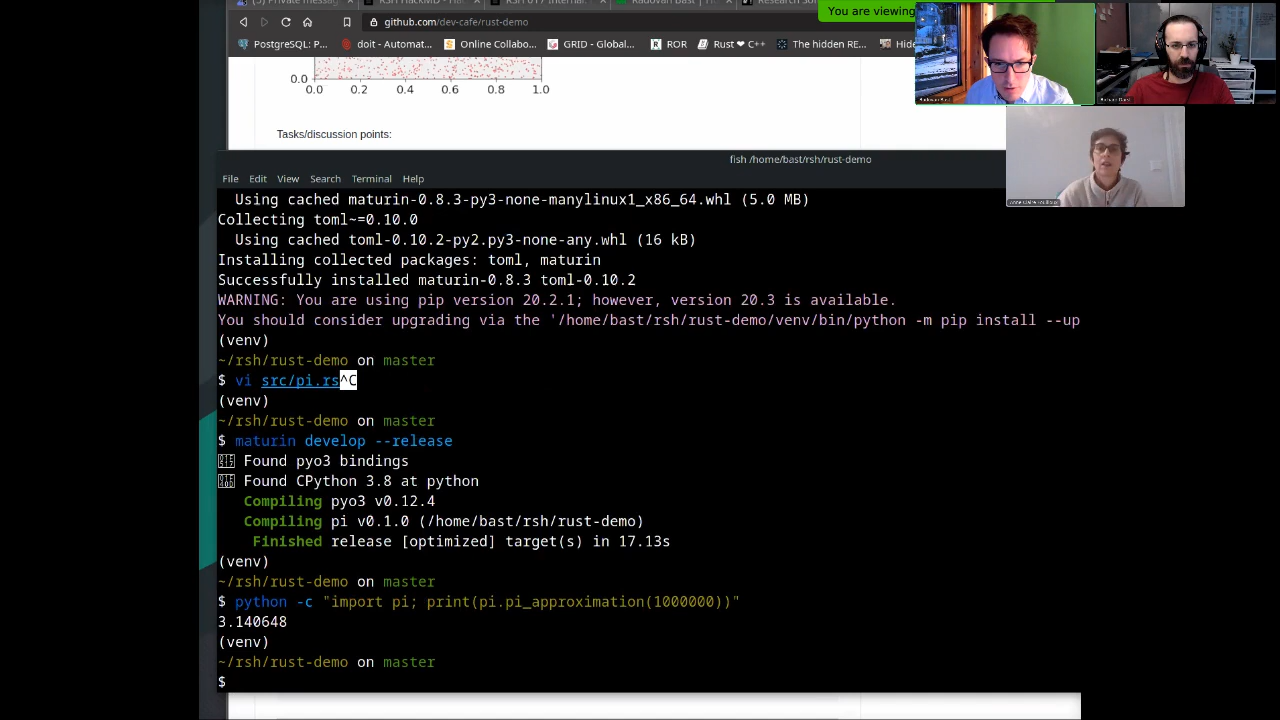 You are viewing
github.com/dev-cafe/rust-demo
PostgreSQL: P...
doit - Automat...
Online Collabo...
GRID - Global...
ROR
Rust ❤ C++
The hidden RE...
0.0
0.0 0.2 0.4 0.6 0.8 1.0
Tasks/discussion points:
fish /home/bast/rsh/rust-demo
File Edit View Search Terminal Help
Using cached maturin-0.8.3-py3-none-manylinux1_x86_64.whl (5.0 MB)
Collecting toml~=0.10.0
Using cached toml-0.10.2-py2.py3-none-any.whl (16 kB)
Installing collected packages: toml, maturin
Successfully installed maturin-0.8.3 toml-0.10.2
WARNING: You are using pip version 20.2.1; however, version 20.3 is available.
You should consider upgrading via the '/home/bast/rsh/rust-demo/venv/bin/python -m pip install --up
(venv)
~/rsh/rust-demo on master
$ vi src/pi.rs^C
(venv)
~/rsh/rust-demo on master
$ maturin develop --release
Found pyo3 bindings
Found CPython 3.8 at python
Compiling pyo3 v0.12.4
Compiling pi v0.1.0 (/home/bast/rsh/rust-demo)
Finished release [optimized] target(s) in 17.13s
(venv)
~/rsh/rust-demo on master
$ python -c "import pi; print(pi.pi_approximation(1000000))"
3.140648
(venv)
~/rsh/rust-demo on master
$